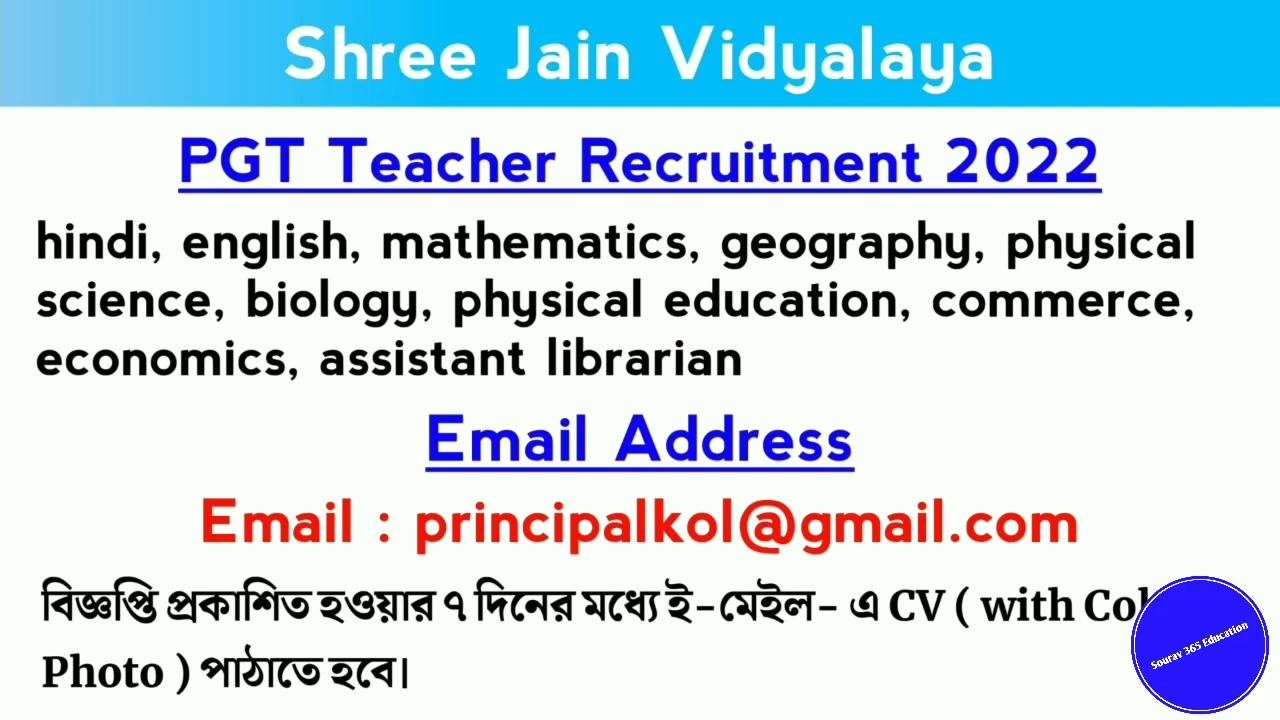 Shree Jain Vidyalaya
PGT Teacher Recruitment 2022
hindi, english, mathematics, geography, physical
science, biology, physical education, commerce,
economics, assistant librarian
Email Address
Email : principalkol@gmail.com
বিজ্ঞপ্তি প্রকাশিত হওয়ার ৭ দিনের মধ্যে ই-মেইল- এ CV ( with
Photo ) পাঠাতে হবে।
Sourav 365 Education